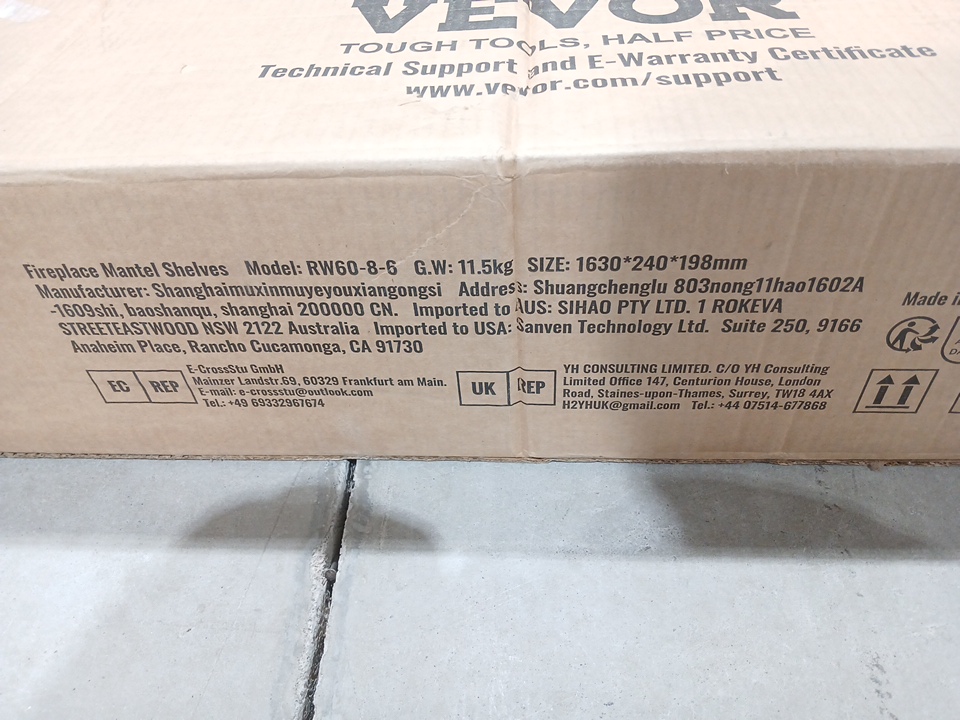 VEVOR
TOUGH TOOLS, HALF PRICE
Technical Support and E-Warranty Certificate
www.vevor.com/support
Fireplace Mantel Shelves Model: RW60-8-6 G.W: 11.5kg SIZE: 1630*240*198mm
Manufacturer: Shanghaimuxinmuyeyouxiangongsi Address: Shuangchenglu 803nong11hao1602A
-1609shi, baoshanqu, shanghai 200000 CN. Imported to AUS: SIHAO PTY LTD. 1 ROKEVA
STREETEASTWOOD NSW 2122 Australia Imported to USA: Sanven Technology Ltd. Suite 250, 9166
Anaheim Place, Rancho Cucamonga, CA 91730
Made
EC REP
E-CrossStu GmbH
Mainzer Landstr.69, 60329 Frankfurt am Main.
E-mail: e-crossstu@outlook.com
Tel.: +49 69332967674
UK REP
YH CONSULTING LIMITED. C/O YH Consulting
Limited Office 147, Centurion House, London
Road, Staines-upon-Thames, Surrey, TW18 4AX
H2YHUK@gmail.com Tel.: +44 07514-677868